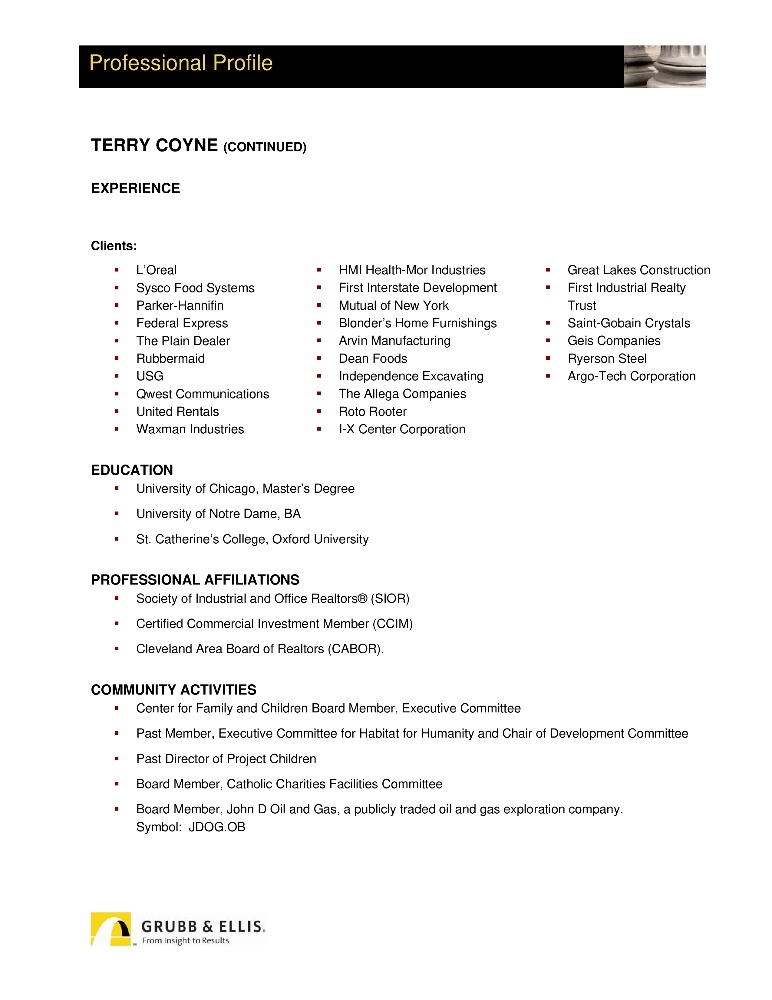 Professional Profile
TERRY COYNE (CONTINUED)
EXPERIENCE
Clients:
▪ L'Oreal
▪ Sysco Food Systems
▪ Parker-Hannifin
▪ Federal Express
▪ The Plain Dealer
▪ Rubbermaid
▪ USG
▪ Qwest Communications
▪ United Rentals
▪ Waxman Industries
▪ HMI Health-Mor Industries
▪ First Interstate Development
▪ Mutual of New York
▪ Blonder's Home Furnishings
▪ Arvin Manufacturing
▪ Dean Foods
▪ Independence Excavating
▪ The Allega Companies
▪ Roto Rooter
▪ I-X Center Corporation
▪ Great Lakes Construction
▪ First Industrial Realty
Trust
▪ Saint-Gobain Crystals
▪ Geis Companies
▪ Ryerson Steel
▪ Argo-Tech Corporation
EDUCATION
▪ University of Chicago, Master's Degree
▪ University of Notre Dame, BA
▪ St. Catherine's College, Oxford University
PROFESSIONAL AFFILIATIONS
▪ Society of Industrial and Office Realtors® (SIOR)
▪ Certified Commercial Investment Member (CCIM)
▪ Cleveland Area Board of Realtors (CABOR).
COMMUNITY ACTIVITIES
▪ Center for Family and Children Board Member, Executive Committee
▪ Past Member, Executive Committee for Habitat for Humanity and Chair of Development Committee
▪ Past Director of Project Children
▪ Board Member, Catholic Charities Facilities Committee
▪ Board Member, John D Oil and Gas, a publicly traded oil and gas exploration company.
Symbol: JDOG.OB
GRUBB & ELLIS.
From Insight to Results